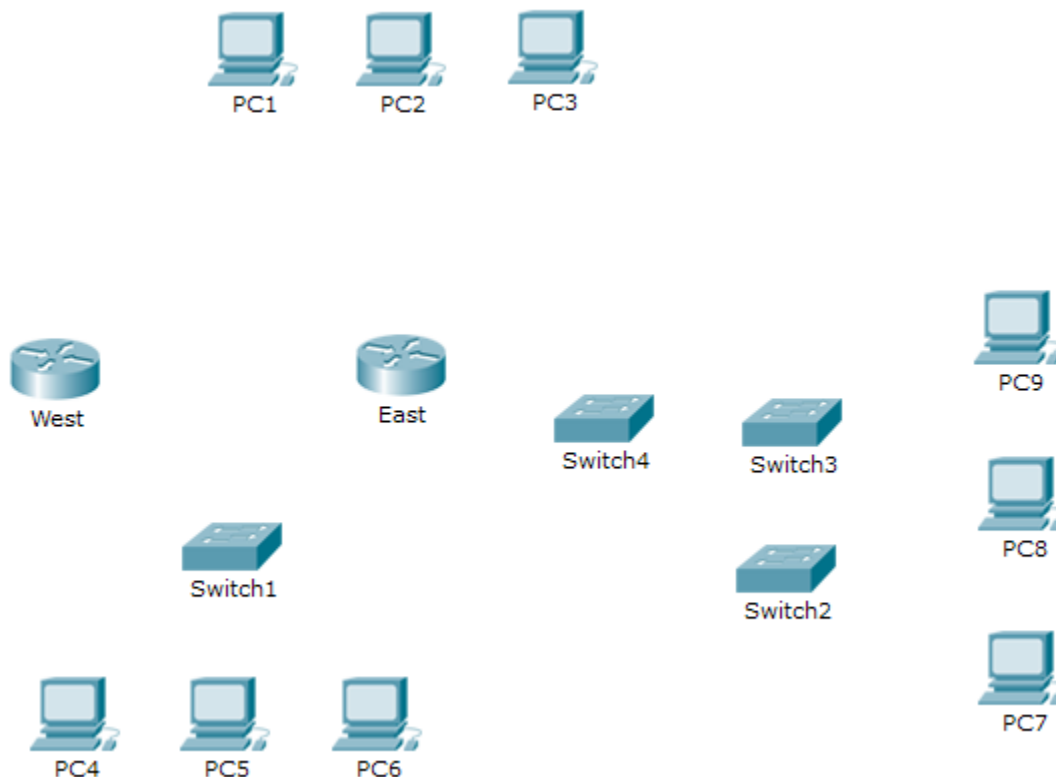 PC1
PC2
PC3
West
East
PC9
Switch4
Switch3
PC8
Switch1
Switch2
PC7
PC4
PC5
PC6